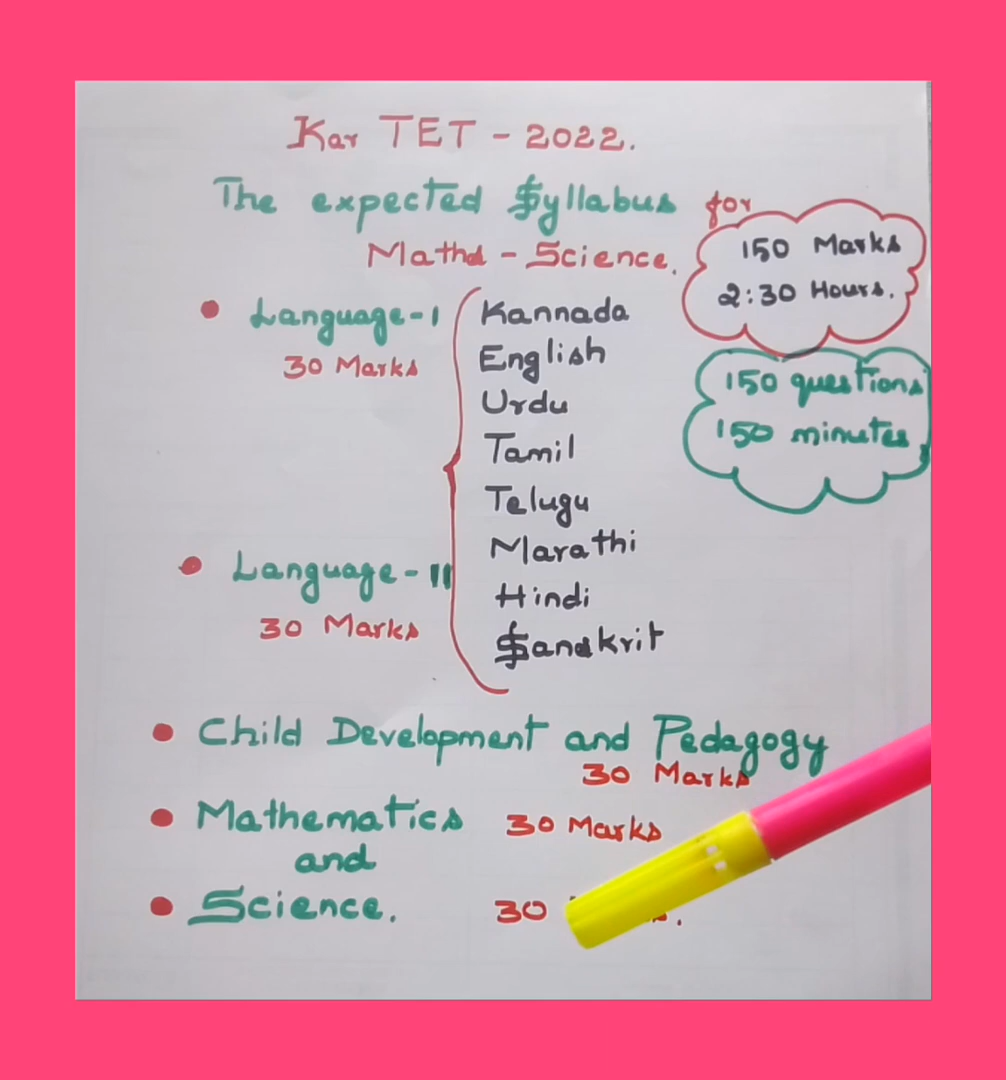 Kar TET - 2022.
The expected Syllabus for
Maths - Science.
150 Marks
2:30 Hours.
150 questions
150 minutes
• Language - I
30 Marks
Kannada
English
Urdu
Tamil
Telugu
Marathi
Hindi
Sanskrit
• Language - II
30 Marks
• Child Development and Pedagogy
30 Marks
• Mathematics 30 Marks
and
• Science. 30